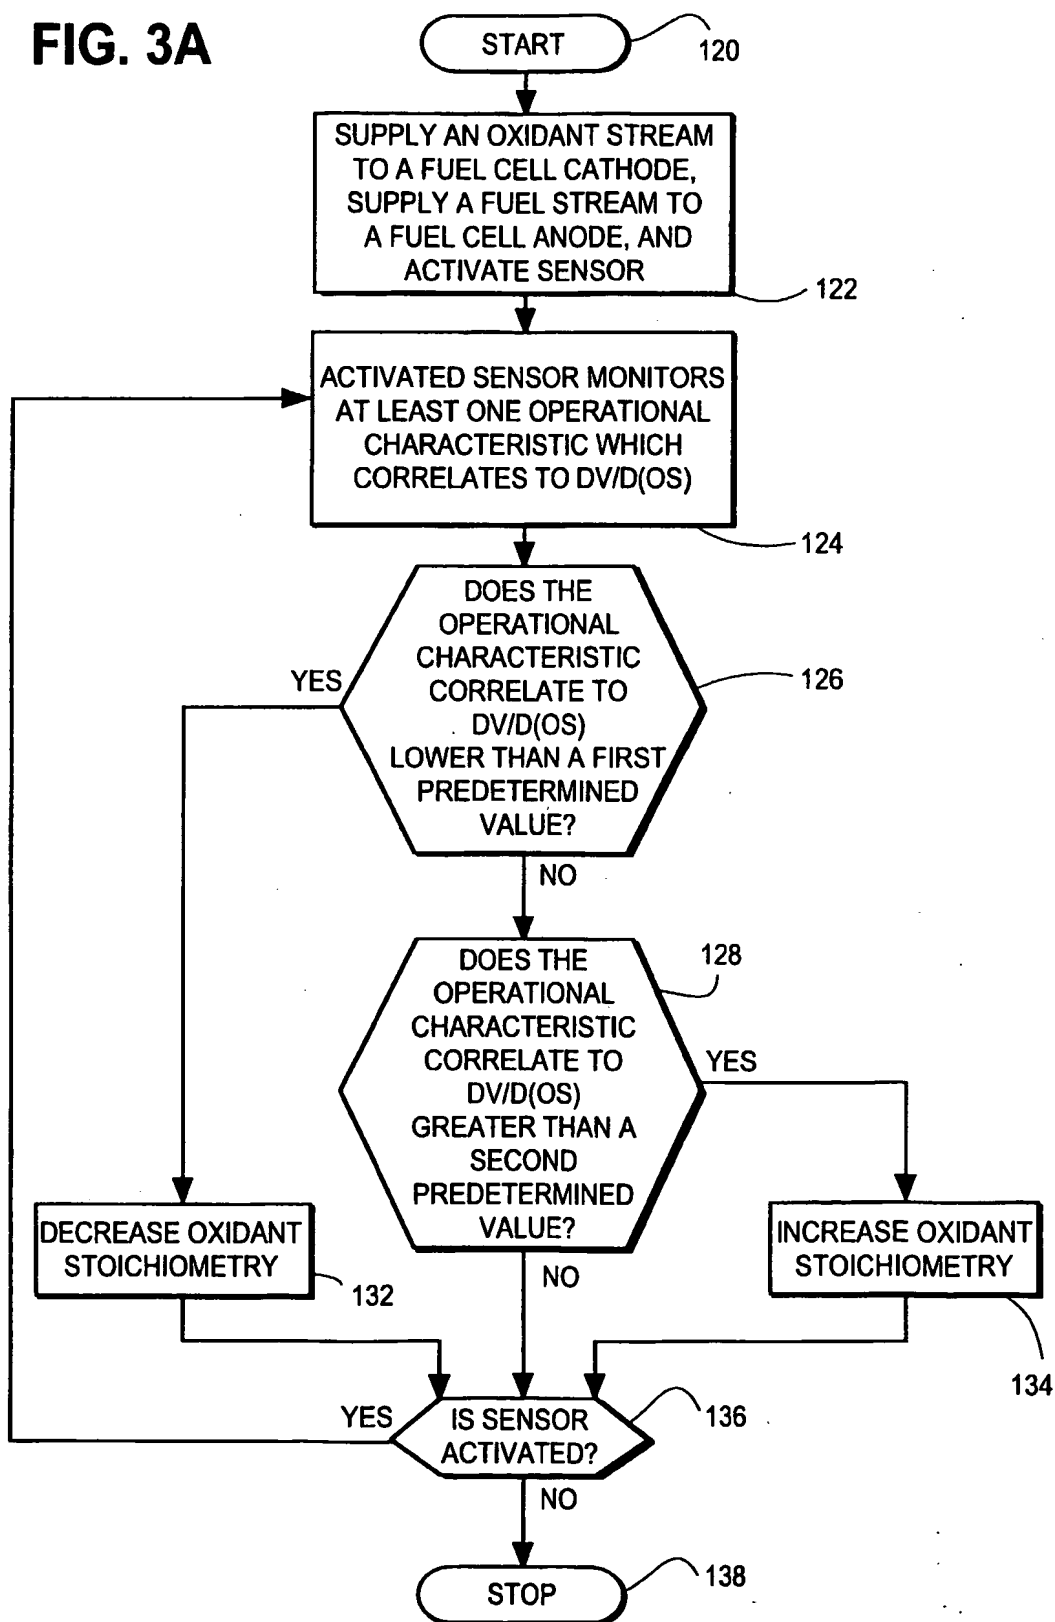 FIG. 3A
START
120
SUPPLY AN OXIDANT STREAM
TO A FUEL CELL CATHODE,
SUPPLY A FUEL STREAM TO
A FUEL CELL ANODE, AND
ACTIVATE SENSOR
122
ACTIVATED SENSOR MONITORS
AT LEAST ONE OPERATIONAL
CHARACTERISTIC WHICH
CORRELATES TO DV/D(OS)
124
DOES THE
OPERATIONAL
CHARACTERISTIC
CORRELATE TO
DV/D(OS)
LOWER THAN A FIRST
PREDETERMINED
VALUE?
YES
126
NO
DOES THE
OPERATIONAL
CHARACTERISTIC
CORRELATE TO
DV/D(OS)
GREATER THAN A
SECOND
PREDETERMINED
VALUE?
128
YES
NO
DECREASE OXIDANT
STOICHIOMETRY
132
INCREASE OXIDANT
STOICHIOMETRY
134
YES
IS SENSOR
ACTIVATED?
136
NO
STOP
138